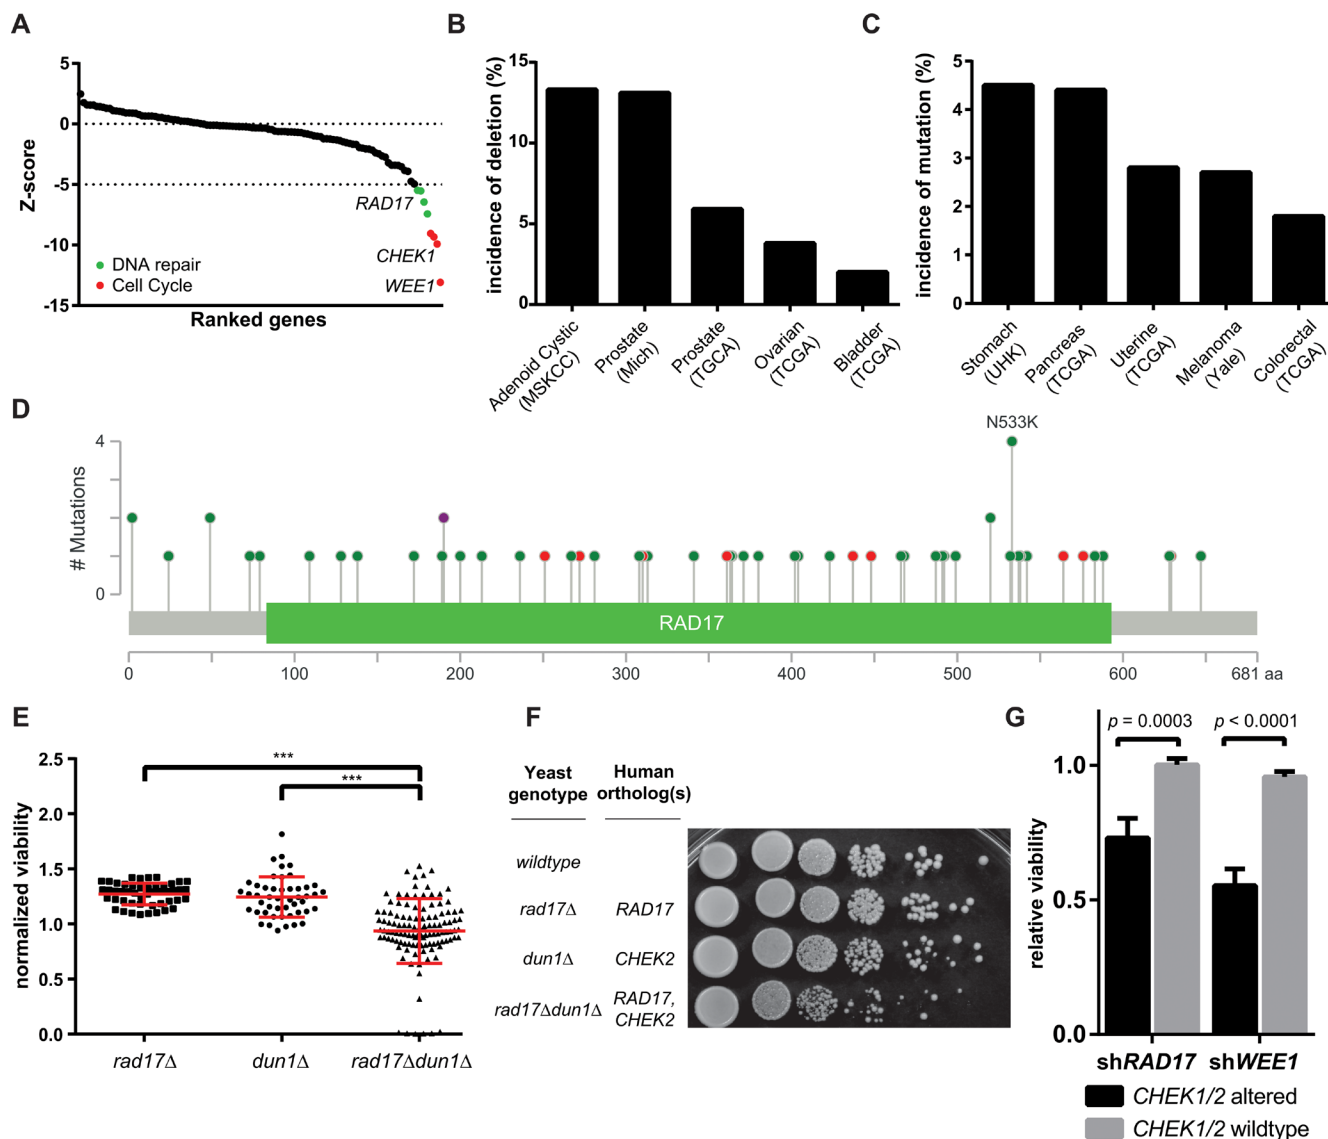 A
Z-score
5
0
-5
-10
-15
RAD17
CHEK1
WEE1
DNA repair
Cell Cycle
Ranked genes
B
incidence of deletion (%)
15
10
5
0
Adenoid Cystic
(MSKCC)
Prostate
(Mich)
Prostate
(TGCA)
Ovarian
(TCGA)
Bladder
(TCGA)
C
incidence of mutation (%)
5
4
3
2
1
0
Stomach
(UHK)
Pancreas
(TCGA)
Uterine
(TCGA)
Melanoma
(Yale)
Colorectal
(TCGA)
D
# Mutations
4
0
N533K
RAD17
0
100
200
300
400
500
600
681 aa
E
normalized viability
2.5
2.0
1.5
1.0
0.5
0.0
***
***
rad17Δ
dun1Δ
rad17Δdun1Δ
F
Yeast
genotype
Human
ortholog(s)
wildtype
rad17Δ
RAD17
dun1Δ
CHEK2
rad17Δdun1Δ
RAD17,
CHEK2
G
relative viability
1.0
0.5
0.0
p = 0.0003
p < 0.0001
shRAD17
shWEE1
CHEK1/2 altered
CHEK1/2 wildtype